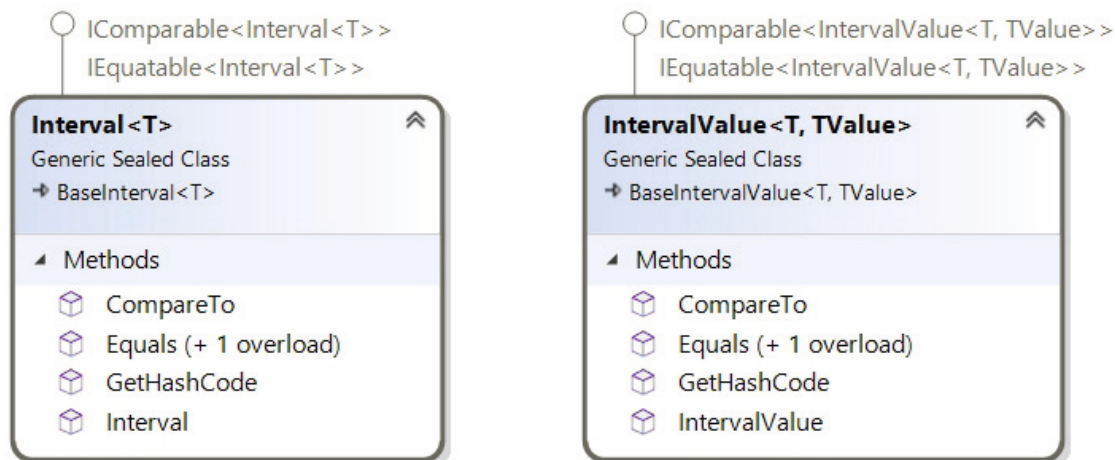 IComparable<Interval<T>>
IEquatable<Interval<T>>
Interval<T>
Generic Sealed Class
BaseInterval<T>
Methods
CompareTo
Equals (+ 1 overload)
GetHashCode
Interval
IComparable<IntervalValue<T, TValue>>
IEquatable<IntervalValue<T, TValue>>
IntervalValue<T, TValue>
Generic Sealed Class
BaseIntervalValue<T, TValue>
Methods
CompareTo
Equals (+ 1 overload)
GetHashCode
IntervalValue